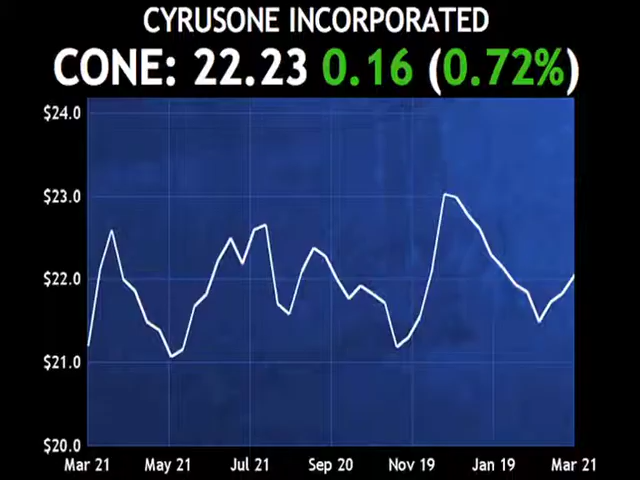 CYRUSONE INCORPORATED
CONE: 22.23 0.16 (0.72%)
$24.0
$23.0
$22.0
$21.0
$20.0
Mar 21 May 21 Jul 21 Sep 20 Nov 19 Jan 19 Mar 21